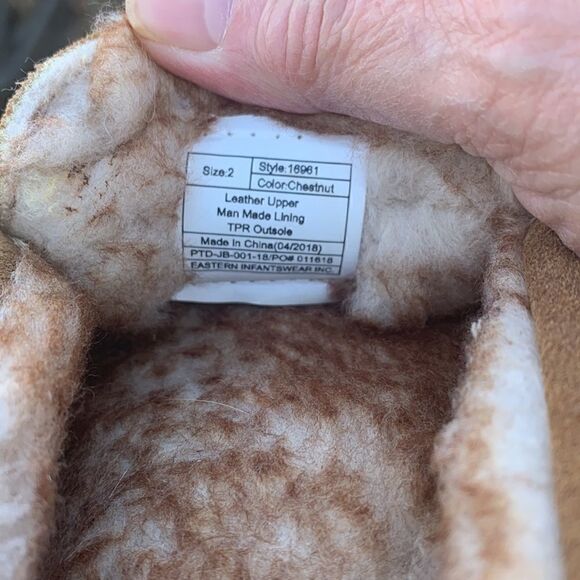 Size:2
Style:16961
Color:Chestnut
Leather Upper
Man Made Lining
TPR Outsole
Made In China(04/2018)
PTD-JB-001-18/PO# 011616
EASTERN INFANTSWEAR INC.